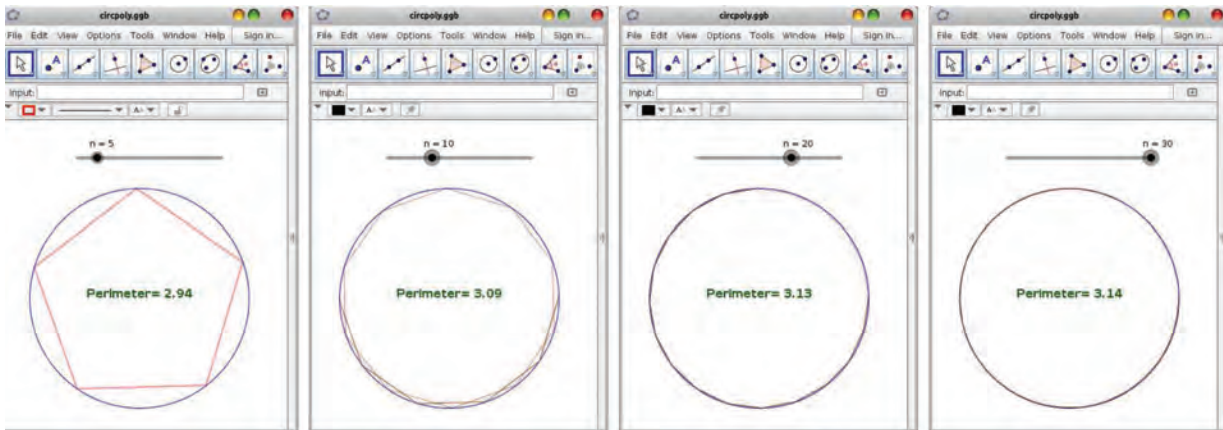 circpoly.ggb
File Edit View Options Tools Window Help Sign in...
A
Input:
n = 5
Perimeter= 2.94
circpoly.ggb
File Edit View Options Tools Window Help Sign in...
A
Input:
n = 10
Perimeter= 3.09
circpoly.ggb
File Edit View Options Tools Window Help Sign in...
A
Input:
n = 20
Perimeter= 3.13
circpoly.ggb
File Edit View Options Tools Window Help Sign in...
A
Input:
n = 30
Perimeter= 3.14